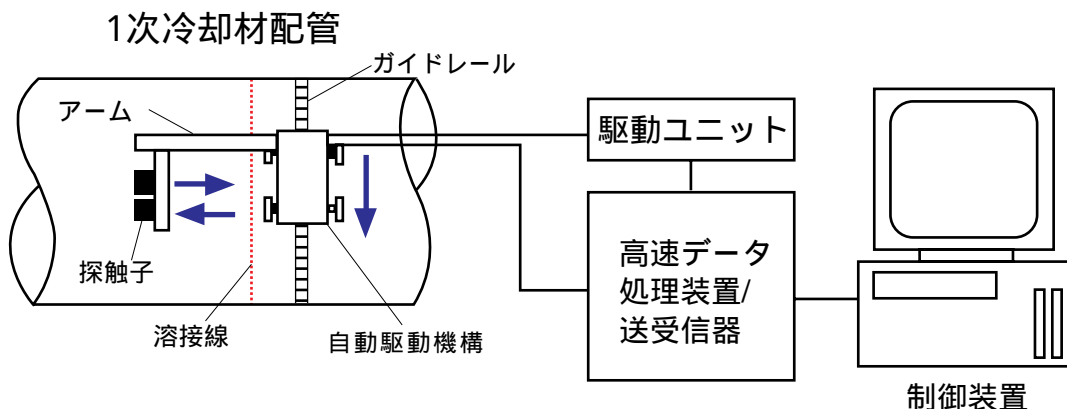 1次冷却材配管
ガイドレール
アーム
駆動ユニット
高速データ
処理装置/
送受信器
探触子
溶接線
自動駆動機構
制御装置